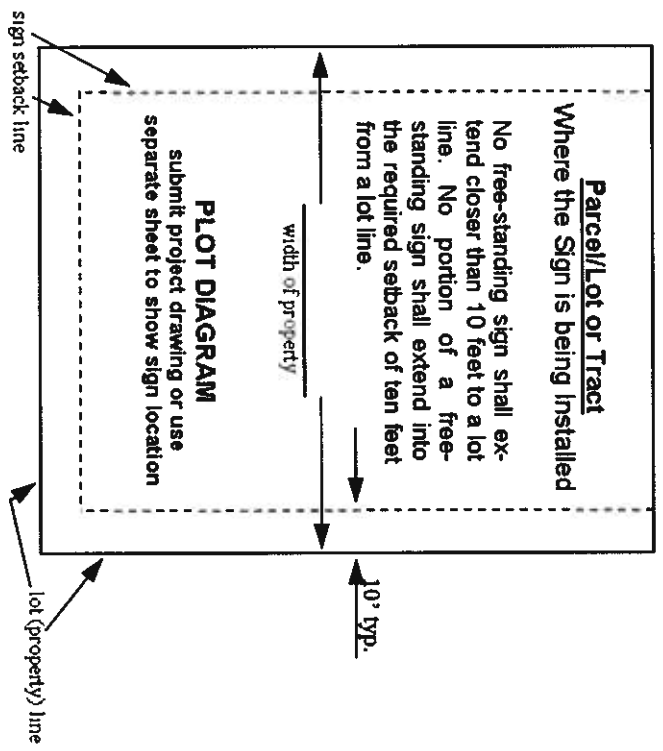 Parcel/Lot or Tract
Where the Sign is being Installed
No free-standing sign shall ex-
tend closer than 10 feet to a lot
line. No portion of a free-
standing sign shall extend into
the required setback of ten feet
from a lot line.
width of property
10' typ.
PLOT DIAGRAM
submit project drawing or use
separate sheet to show sign location
sign setback line
lot (property) line